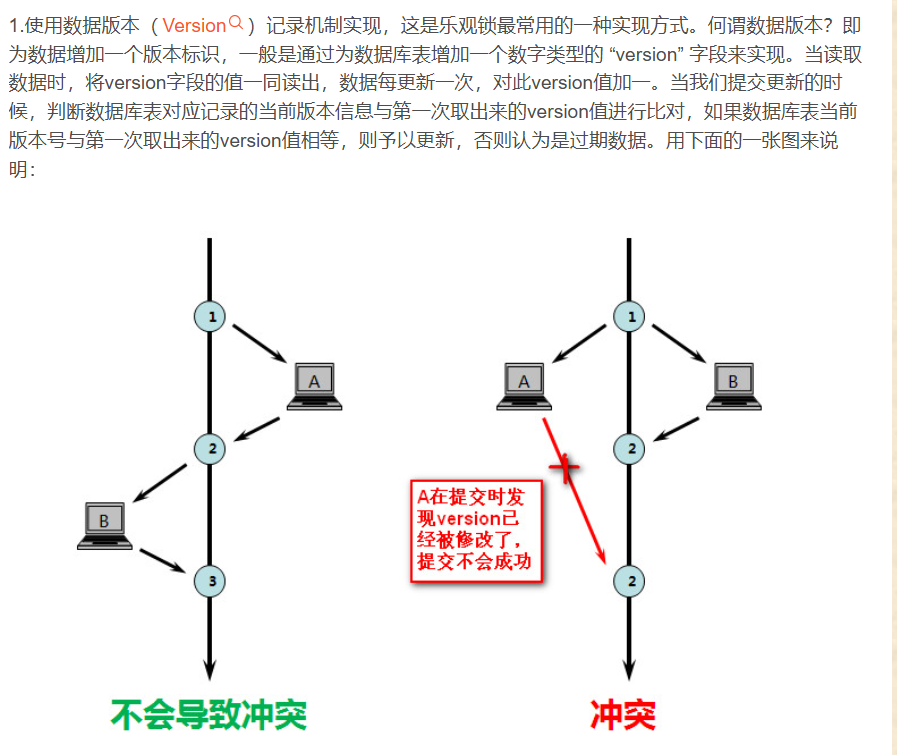 1.使用数据版本（Version）记录机制实现，这是乐观锁最常用的一种实现方式。何谓数据版本？即
为数据增加一个版本标识，一般是通过为数据库表增加一个数字类型的 “version” 字段来实现。当读取
数据时，将version字段的值一同读出，数据每更新一次，对此version值加一。当我们提交更新的时
候，判断数据库表对应记录的当前版本信息与第一次取出来的version值进行比对，如果数据库表当前
版本号与第一次取出来的version值相等，则予以更新，否则认为是过期数据。用下面的一张图来说
明：
1
A
2
B
3
不会导致冲突
1
A
B
2
A在提交时发
现version已
经被修改了，
提交不会成功
2
冲突